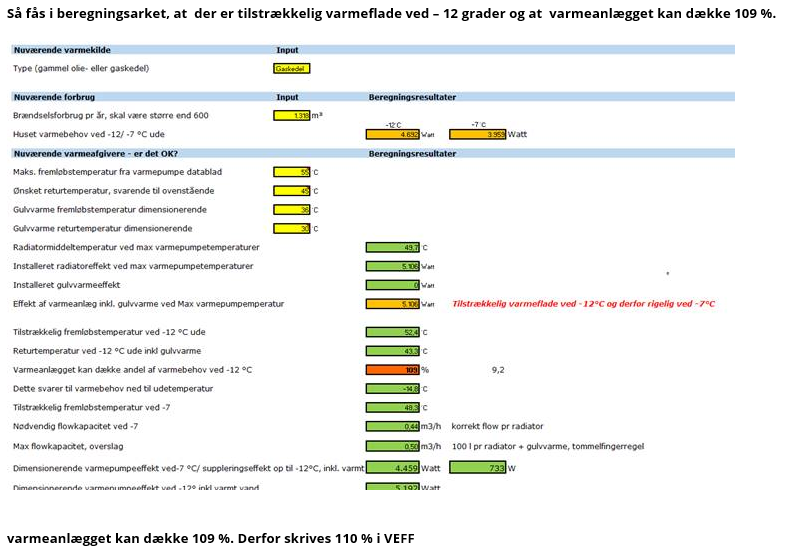 Så fås i beregningsarket, at der er tilstrækkelig varmeflade ved – 12 grader og at varmeanlægget kan dække 109 %.
Nuværende varmekilde Input
Type (gammel olie- eller gaskedel) Gaskedel
Nuværende forbrug Input Beregningsresultater
Brændselsforbrug pr år, skal være større end 600 1.318 m³
-12°C -7°C
Huset varmebehov ved -12/ -7 °C ude 4.692 Watt 3.959 Watt
Nuværende varmeafgivere - er det OK? Beregningsresultater
Maks. fremløbstemperatur fra varmepumpe datablad 55 °C
Ønsket returtemperatur, svarende til ovenstående 45 °C
Gulvvarme fremløbstemperatur dimensionerende 36 °C
Gulvvarme returtemperatur dimensionerende 30 °C
Radiatormiddeltemperatur ved max varmepumpetemperaturer 49,7 °C
Installeret radiatoreffekt ved max varmepumpetemperaturer 5.106 Watt
Installeret gulvvarmeeffekt 0 Watt
Effekt af varmeanlæg inkl. gulvvarme ved Max varmepumpemperatur 5.106 Watt Tilstrækkelig varmeflade ved -12°C og derfor rigelig ved -7°C
Tilstrækkelig fremløbstemperatur ved -12 °C ude 52,4 °C
Returtemperatur ved -12 °C ude inkl gulvvarme 43,3 °C
Varmeanlægget kan dække andel af varmebehov ved -12 °C 109 % 9,2
Dette svarer til varmebehov ned til udetemperatur -14,8 °C
Tilstrækkelig fremløbstemperatur ved -7 48,3 °C
Nødvendig flowkapacitet ved -7 0,44 m3/h korrekt flow pr radiator
Max flowkapacitet, overslag 0,50 m3/h 100 l pr radiator + gulvvarme, tommelfingerregel
Dimensionerende varmepumpeeffekt ved-7 °C/ suppleringseffekt op til -12°C, inkl. varmt 4.459 Watt 733 W
Dimensionerende varmepumpeeffekt ved -12° inkl varmt vand 5.192 Watt
varmeanlægget kan dække 109 %. Derfor skrives 110 % i VEFF